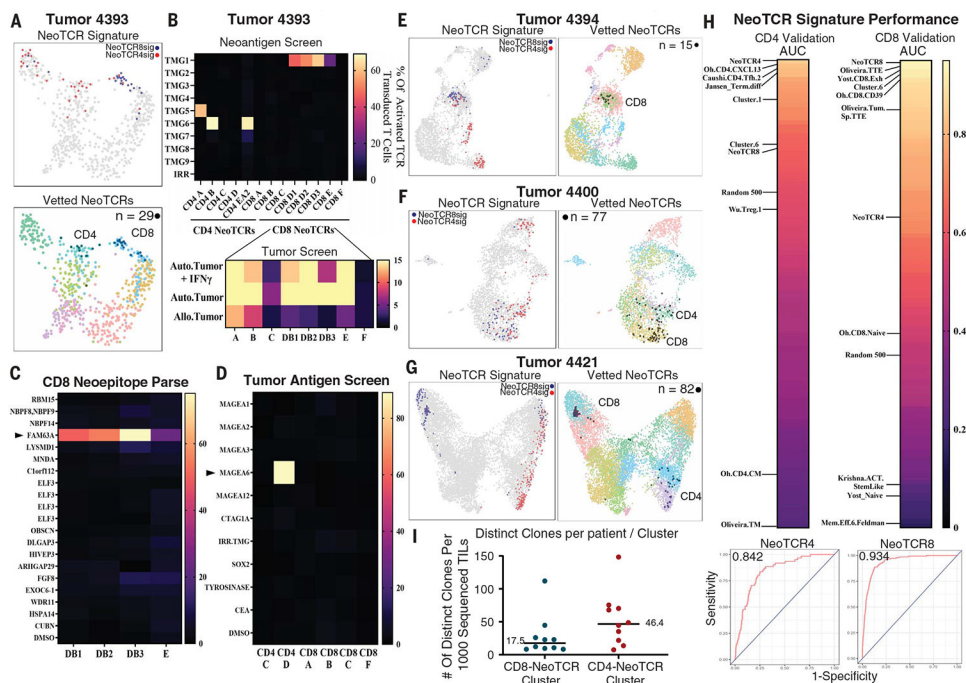 A
Tumor 4393
NeoTCR Signature
NeoTCR8sig
NeoTCR4sig
Vetted NeoTCRs
n = 29
CD4
CD8
B
Tumor 4393
Neoantigen Screen
TMG1
TMG2
TMG3
TMG4
TMG5
TMG6
TMG7
TMG8
TMG9
IRR
60
50
40
30
20
10
0
% Of Activated TCR
Transduced T Cells
CD4 A
CD4 B
CD4 C
CD4 D
CD4 EA2
CD8 A
CD8 B
CD8 C
CD8 D1
CD8 D2
CD8 D3
CD8 E
CD8 F
CD4 NeoTCRs
CD8 NeoTCRs
Tumor Screen
Auto.Tumor
+ IFNγ
Auto.Tumor
Allo.Tumor
15
10
5
0
A B C DB1 DB2 DB3 E F
C
CD8 Neoepitope Parse
RBM15
NBPF8,NBPF9
NBPF14
FAM63A
LYSMD1
MNDA
C1orf112
ELF3
ELF3
ELF3
ELF3
OBSCN
DLGAP3
HIVEP3
ARHGAP29
FGF8
EXOC6-1
WDR11
HSPA14
CUBN
DMSO
60
40
20
0
DB1 DB2 DB3 E
D
Tumor Antigen Screen
MAGEA1
MAGEA2
MAGEA3
MAGEA6
MAGEA12
CTAG1A
IRR.TMG
SOX2
TYROSINASE
CEA
DMSO
80
60
40
20
0
CD4 CD4 CD8 CD8 CD8 CD8
C D A B C F
E
Tumor 4394
NeoTCR Signature
NeoTCR8sig
NeoTCR4sig
Vetted NeoTCRs
n = 15
CD8
F
Tumor 4400
NeoTCR Signature
NeoTCR8sig
NeoTCR4sig
Vetted NeoTCRs
n = 77
CD4
CD8
G
Tumor 4421
NeoTCR Signature
NeoTCR8sig
NeoTCR4sig
Vetted NeoTCRs
n = 82
CD8
CD4
I
Distinct Clones per patient / Cluster
# Of Distinct Clones Per
1000 Sequenced TILs
150
100
50
0
17.5
46.4
CD8-NeoTCR
Cluster
CD4-NeoTCR
Cluster
H
NeoTCR Signature Performance
CD4 Validation
AUC
NeoTCR4
Oh.CD4.CXCL13
Caushi.CD4.Tfh.2
Jansen_Term.diff
Cluster.1
Cluster.6
NeoTCR8
Random 500
Wu.Treg.1
Oh.CD4.CM
Oliveira.TM
CD8 Validation
AUC
NeoTCR8
Oliveira.TTE
Yost.CD8.Exh
Cluster.6
Oh.CD8.CD39
Oliveira.Tum.
Sp.TTE
NeoTCR4
Oh.CD8.Naive
Random 500
Krishna.ACT.
StemLike
Yost_Naive
Mem.Eff.6.Feldman
0.8
0.6
0.4
0.2
0
NeoTCR4
0.842
NeoTCR8
0.934
Sensitivity
1-Specificity